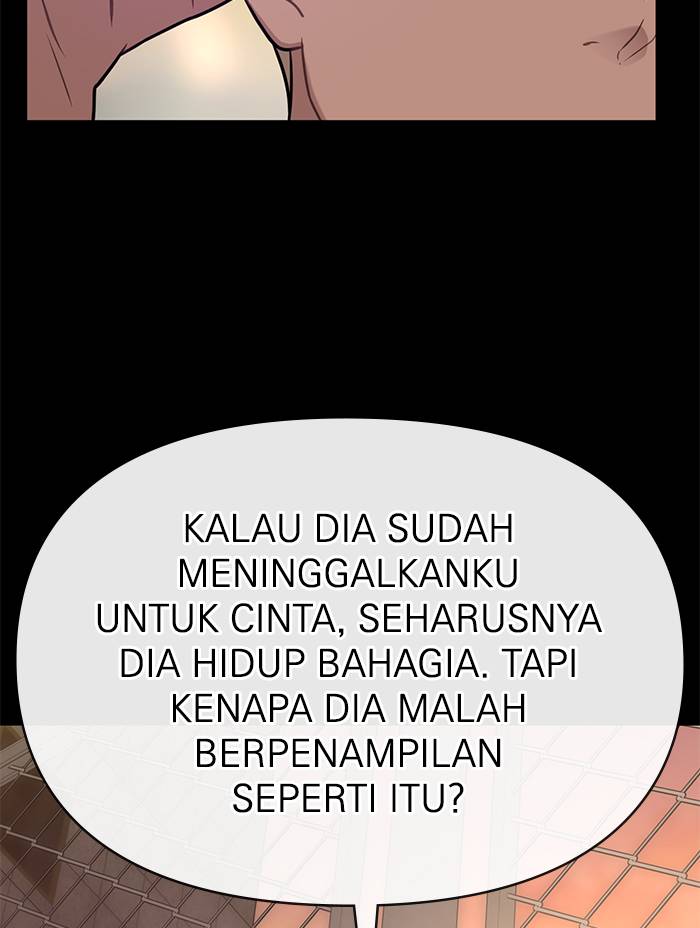 KALAU DIA SUDAH
MENINGGALKANKU
UNTUK CINTA, SEHARUSNYA
DIA HIDUP BAHAGIA. TAPI
KENAPA DIA MALAH
BERPENAMPILAN
SEPERTI ITU?